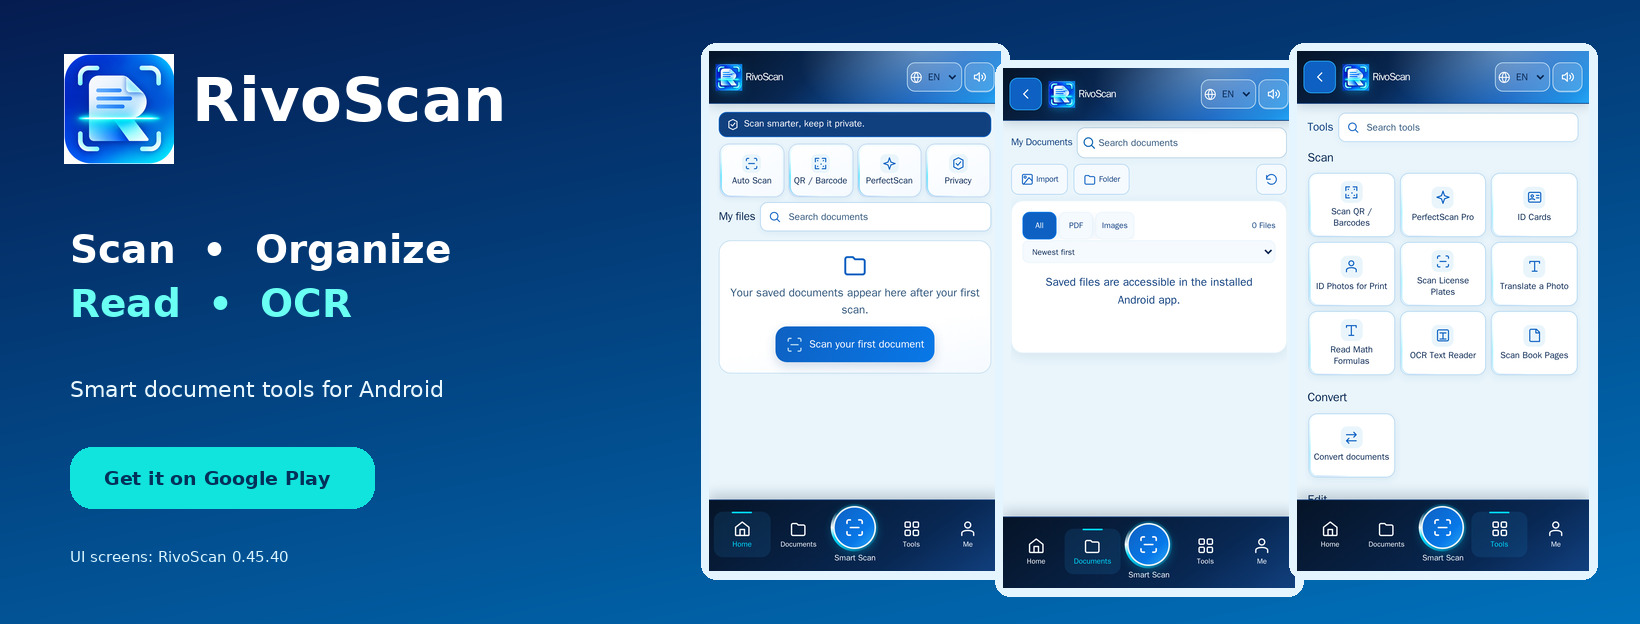 RivoScan
Scan • Organize
Read • OCR
Smart document tools for Android
Get it on Google Play
UI screens: RivoScan 0.45.40
RivoScan
EN
Scan smarter, keep it private.
Auto Scan
QR / Barcode
PerfectScan
Privacy
My files
Search documents
Your saved documents appear here after your first
scan.
Scan your first document
Home
Documents
Smart Scan
Tools
Me
RivoScan
EN
My Documents
Search documents
Import
Folder
All
PDF
Images
0 Files
Newest first
Saved files are accessible in the installed
Android app.
Home
Documents
Smart Scan
Tools
Me
RivoScan
EN
Tools
Search tools
Scan
Scan QR /
Barcodes
PerfectScan Pro
ID Cards
ID Photos for Print
Scan License
Plates
Translate a Photo
Read Math
Formulas
OCR Text Reader
Scan Book Pages
Convert
Convert documents
Edit
Home
Documents
Smart Scan
Tools
Me